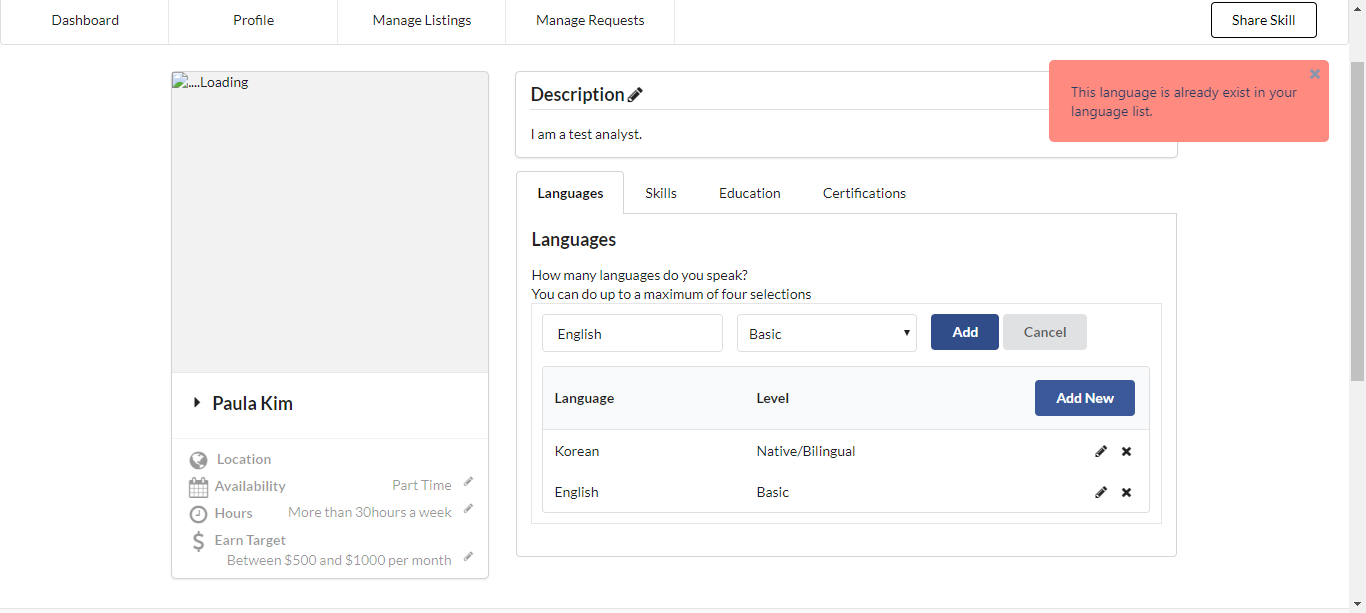 Dashboard
Profile
Manage Listings
Manage Requests
Share Skill
This language is already exist in your
language list.
....Loading
Paula Kim
Location
Availability
Part Time
Hours
More than 30hours a week
Earn Target
Between $500 and $1000 per month
Description
I am a test analyst.
Languages
Skills
Education
Certifications
Languages
How many languages do you speak?
You can do up to a maximum of four selections
English
Basic
Add
Cancel
Language
Level
Add New
Korean
Native/Bilingual
English
Basic